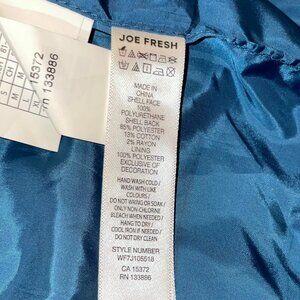 JOE FRESH
MADE IN
CHINA
SHELL FACE
100%
POLYURETHANE
SHELL BACK
85% POLYESTER
13% COTTON
2% RAYON
LINING
100% POLYESTER
EXCLUSIVE OF
DECORATION
HAND WASH COLD /
WASH WITH LIKE
COLOURS /
DO NOT WRING OR SOAK /
ONLY NON-CHLORINE
BLEACH WHEN NEEDED /
HANG TO DRY /
COOL IRON IF NEEDED /
DO NOT DRY CLEAN
STYLE NUMBER
WF7J105518
CA 15372
RN 133886
15372
RN 133886